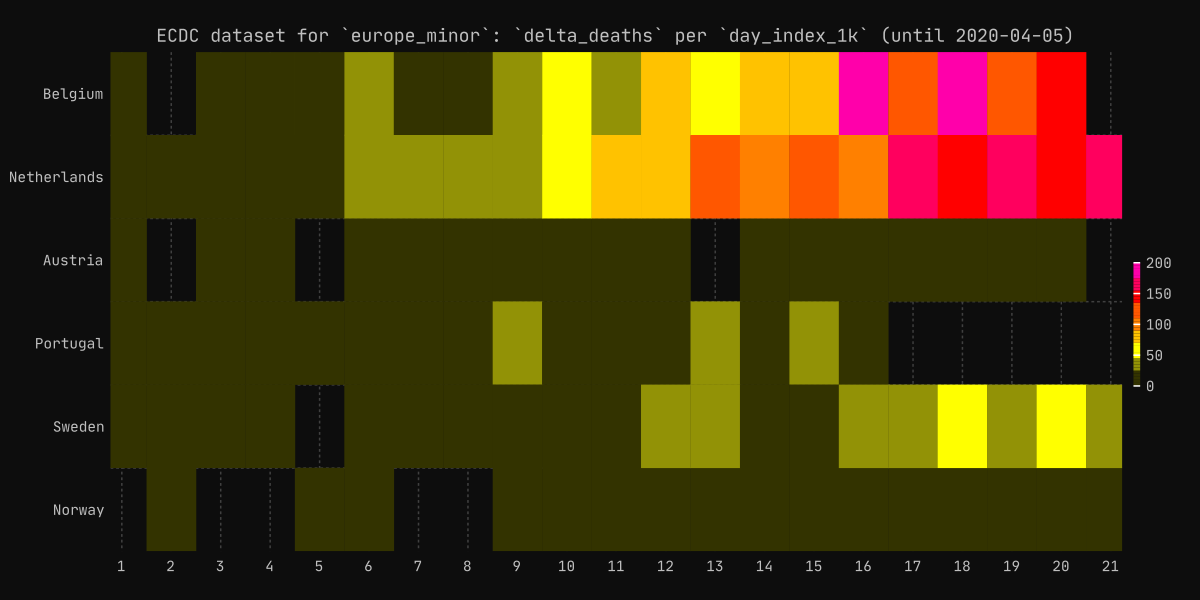 ECDC dataset for `europe_minor`: `delta_deaths` per `day_index_1k` (until 2020-04-05)
Belgium
Netherlands
Austria
Portugal
Sweden
Norway
200
150
100
50
0
1 2 3 4 5 6 7 8 9 10 11 12 13 14 15 16 17 18 19 20 21